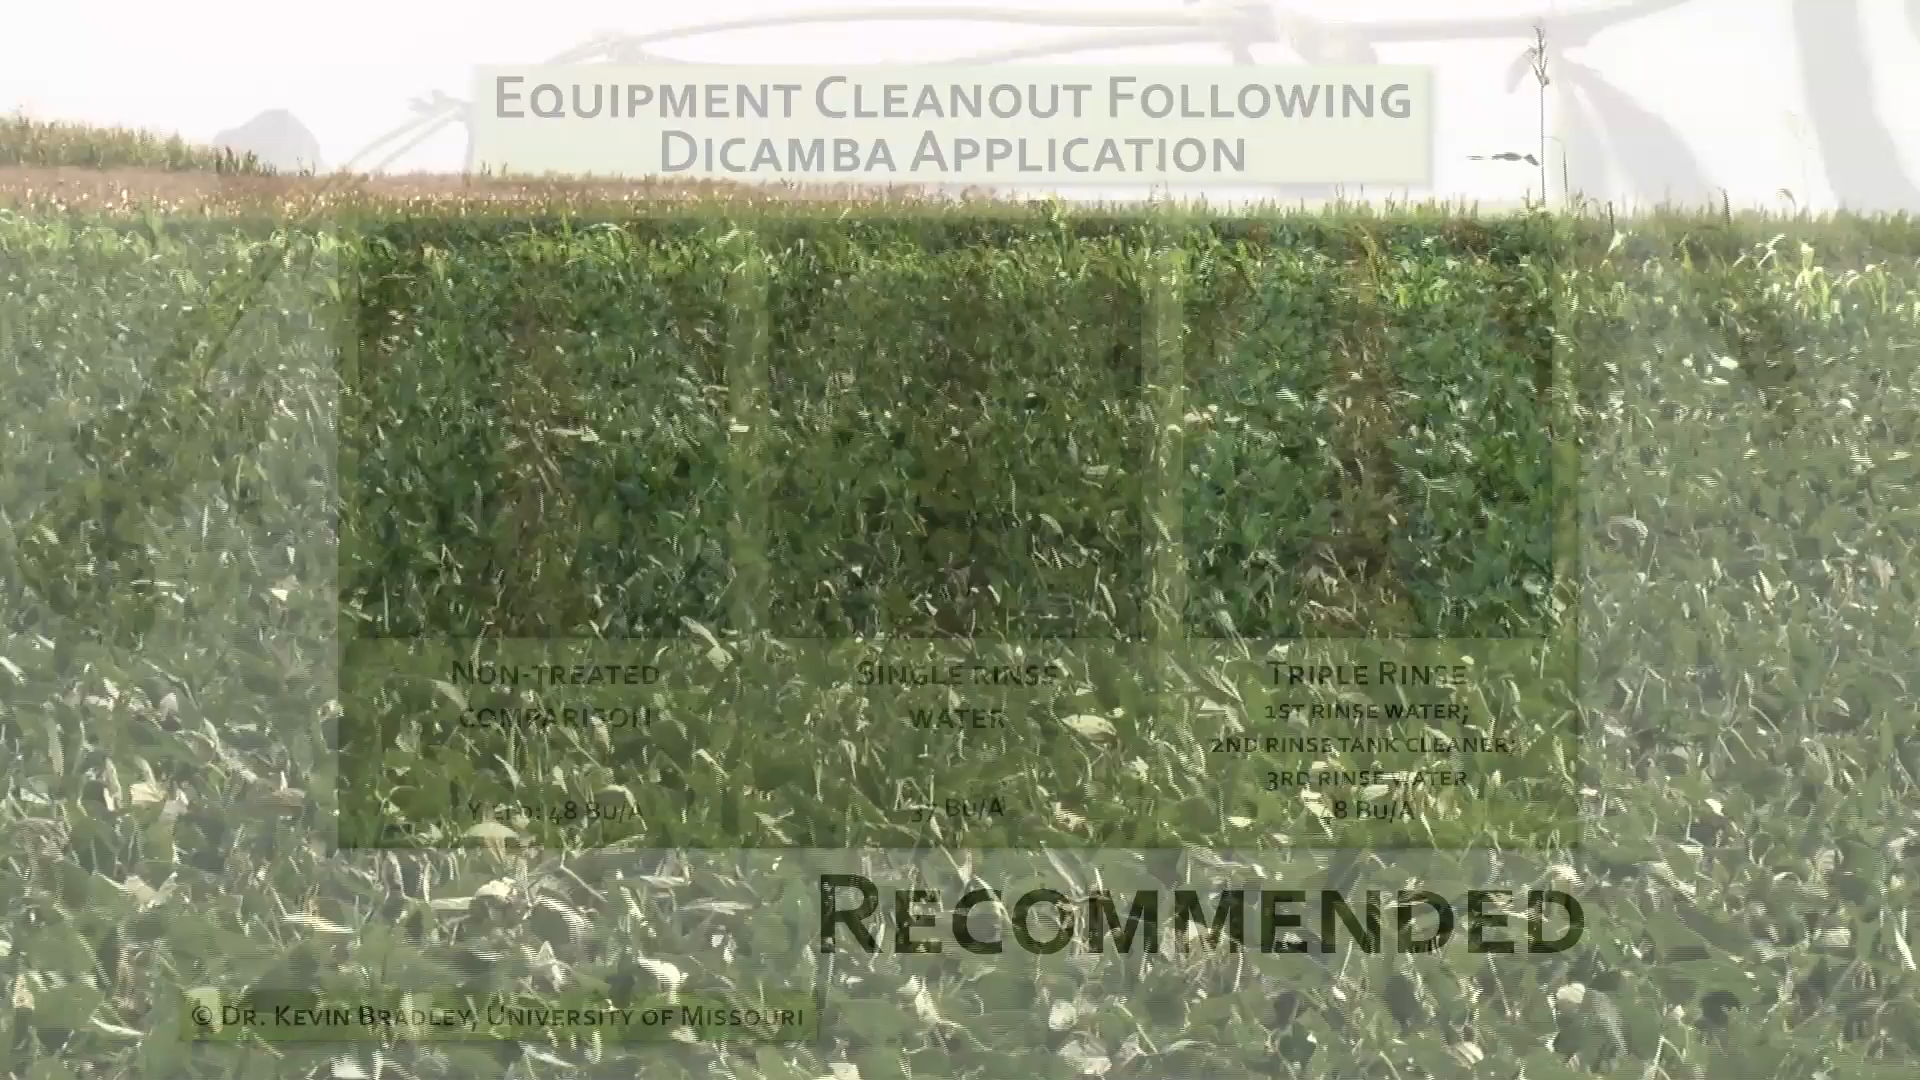 Equipment Cleanout Following
Dicamba Application
Non-treated
comparison
Yield: 48 Bu/A
Single rinse
water
37 Bu/A
Triple Rinse
1st rinse water;
2nd rinse tank cleaner;
3rd rinse water
48 Bu/A
Recommended
© Dr. Kevin Bradley, University of Missouri